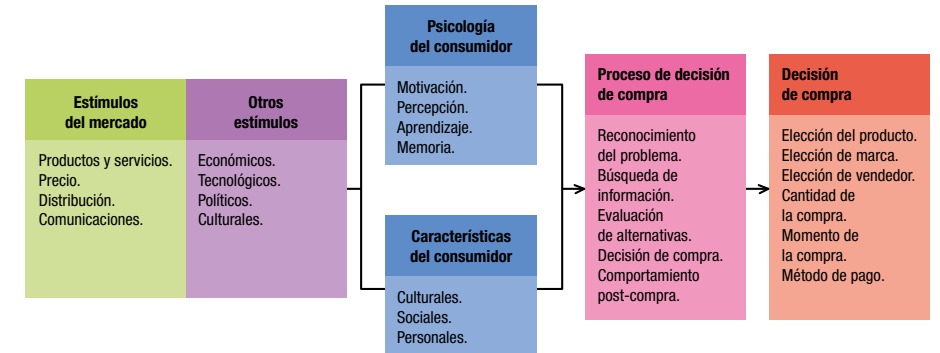 Estímulos
del mercado
Productos y servicios.
Precio.
Distribución.
Comunicaciones.
Otros
estímulos
Económicos.
Tecnológicos.
Políticos.
Culturales.
Psicología
del consumidor
Motivación.
Percepción.
Aprendizaje.
Memoria.
Características
del consumidor
Culturales.
Sociales.
Personales.
Proceso de decisión
de compra
Reconocimiento
del problema.
Búsqueda de
información.
Evaluación
de alternativas.
Decisión de compra.
Comportamiento
post-compra.
Decisión
de compra
Elección del producto.
Elección de marca.
Elección de vendedor.
Cantidad de
la compra.
Momento de
la compra.
Método de pago.